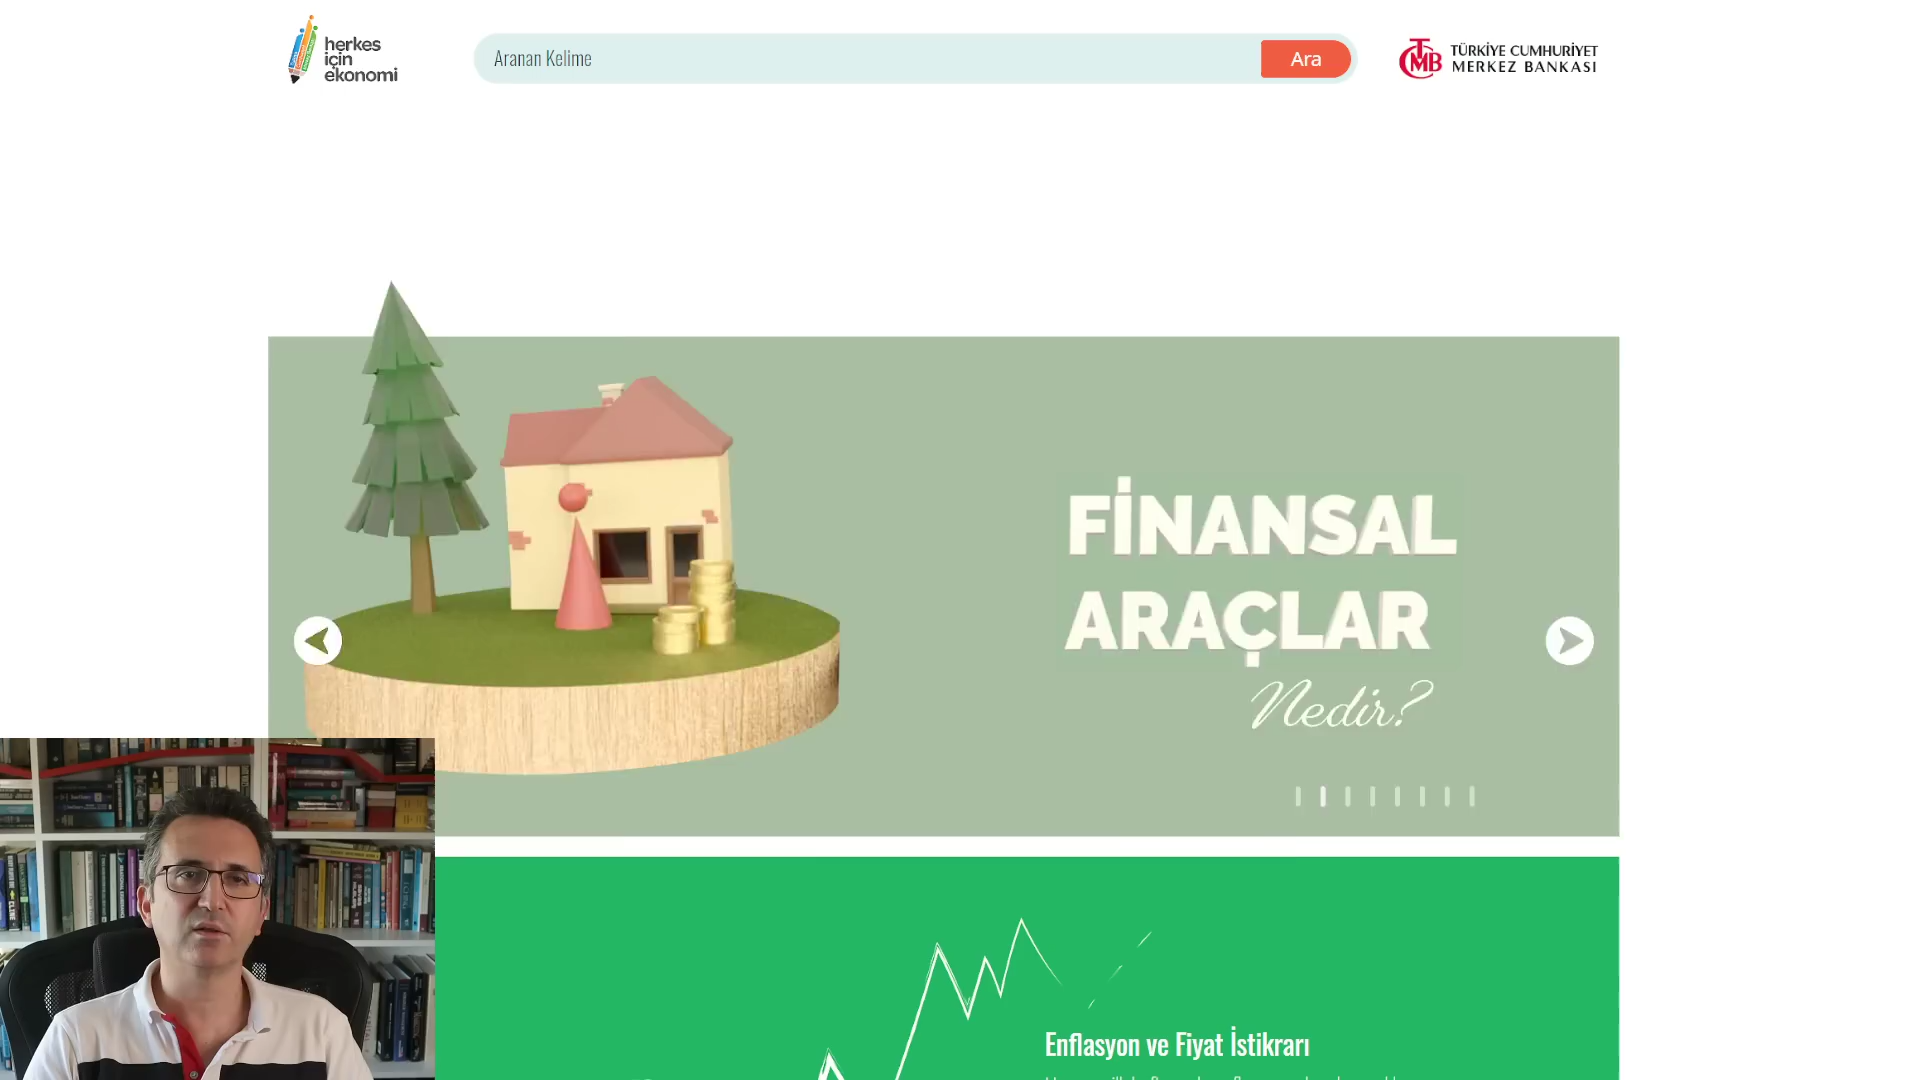 herkes
için
ekonomi
Aranan Kelime
Ara
TÜRKİYE CUMHURİYET
MERKEZ BANKASI
FİNANSAL
ARAÇLAR
Nedir?
Enflasyon ve Fiyat İstikrarı